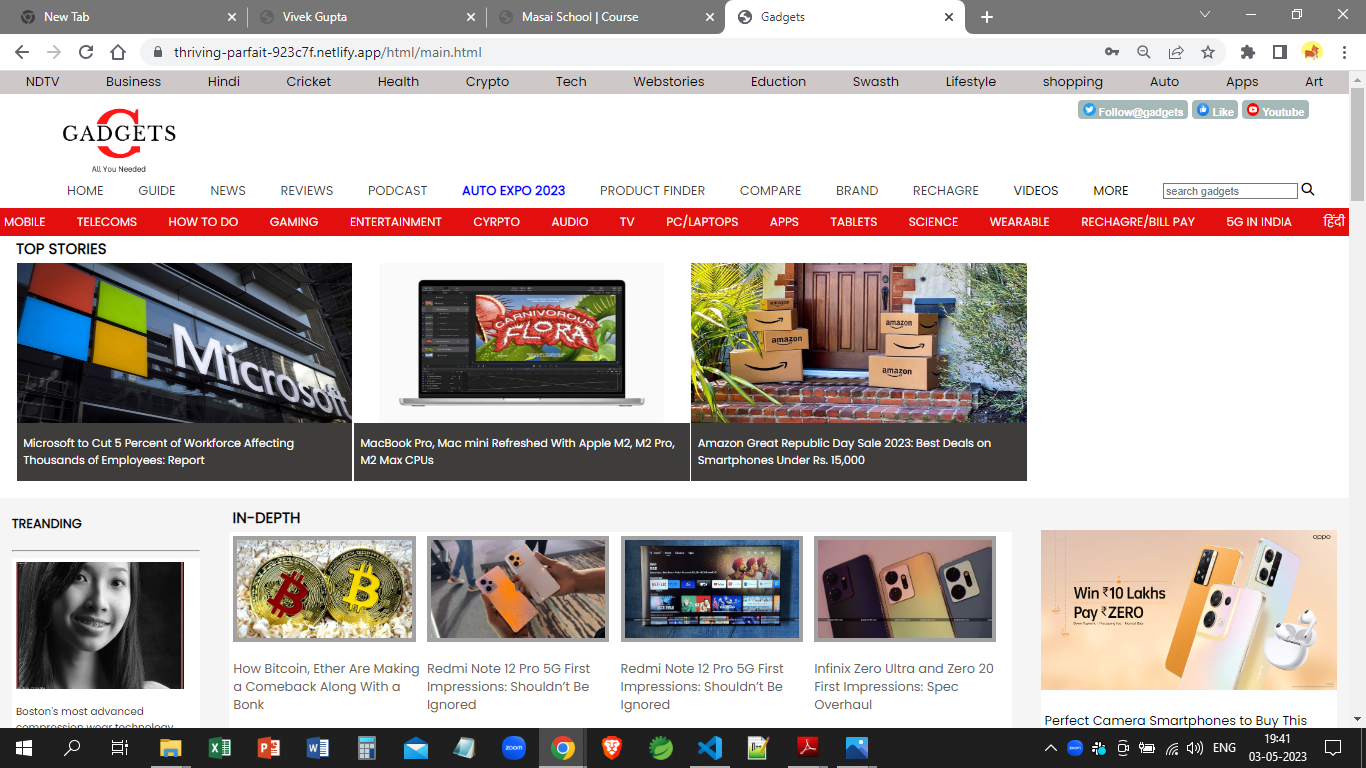 New Tab
Vivek Gupta
Masai School | Course
Gadgets
thriving-parfait-923c7f.netlify.app/html/main.html
NDTV Business Hindi Cricket Health Crypto Tech Webstories Eduction Swasth Lifestyle shopping Auto Apps Art
Follow@gadgets Like Youtube
GADGETS
All You Needed
HOME GUIDE NEWS REVIEWS PODCAST AUTO EXPO 2023 PRODUCT FINDER COMPARE BRAND RECHAGRE VIDEOS MORE search gadgets
MOBILE TELECOMS HOW TO DO GAMING ENTERTAINMENT CYRPTO AUDIO TV PC/LAPTOPS APPS TABLETS SCIENCE WEARABLE RECHAGRE/BILL PAY 5G IN INDIA हिंदी
TOP STORIES
Microsoft
CARNIVOROUS
FLORA
amazon
amazon
amazon
Microsoft to Cut 5 Percent of Workforce Affecting
Thousands of Employees: Report
MacBook Pro, Mac mini Refreshed With Apple M2, M2 Pro,
M2 Max CPUs
Amazon Great Republic Day Sale 2023: Best Deals on
Smartphones Under Rs. 15,000
TREANDING
Boston's most advanced
compression wear technology
IN-DEPTH
How Bitcoin, Ether Are Making
a Comeback Along With a
Bonk
Redmi Note 12 Pro 5G First
Impressions: Shouldn't Be
Ignored
Redmi Note 12 Pro 5G First
Impressions: Shouldn't Be
Ignored
Infinix Zero Ultra and Zero 20
First Impressions: Spec
Overhaul
oppo
Win ₹10 Lakhs
Pay ₹ZERO
Perfect Camera Smartphones to Buy This
zoom
zoom
ENG
19:41
03-05-2023